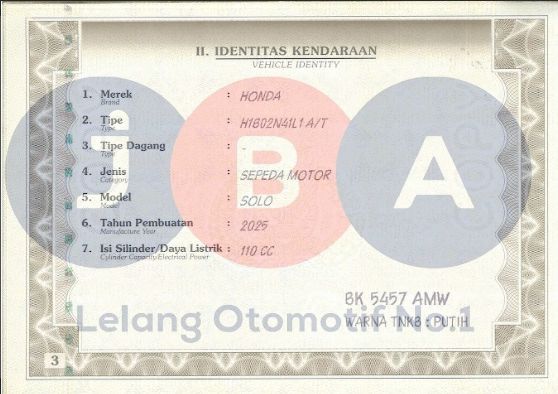 II. IDENTITAS KENDARAAN
VEHICLE IDENTITY
1. Merek : HONDA
Brand
2. Tipe : H1B02N41L1 A/T
Type
3. Tipe Dagang : -
Type
4. Jenis : SEPEDA MOTOR
Category
5. Model : SOLO
Model
6. Tahun Pembuatan : 2025
Manufacture Year
7. Isi Silinder/Daya Listrik : 110 CC
Cylinder Capacity/Electrical Power
j B A
BK 5457 AMW
Lelang Otomotif No.1
WARNA TNKB : PUTIH
3